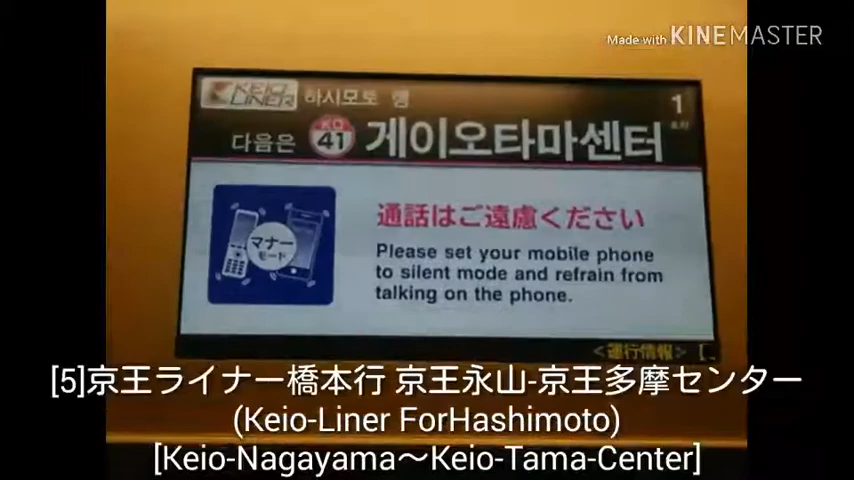 Made with KINEMASTER
KEIO LINER 하시모토 행 1
다음은 KO 41 게이오타마센터
マナーモード
通話はご遠慮ください
Please set your mobile phone
to silent mode and refrain from
talking on the phone.
<運行情報> [
[5]京王ライナー橋本行 京王永山-京王多摩センター
(Keio-Liner ForHashimoto)
[Keio-Nagayama～Keio-Tama-Center]